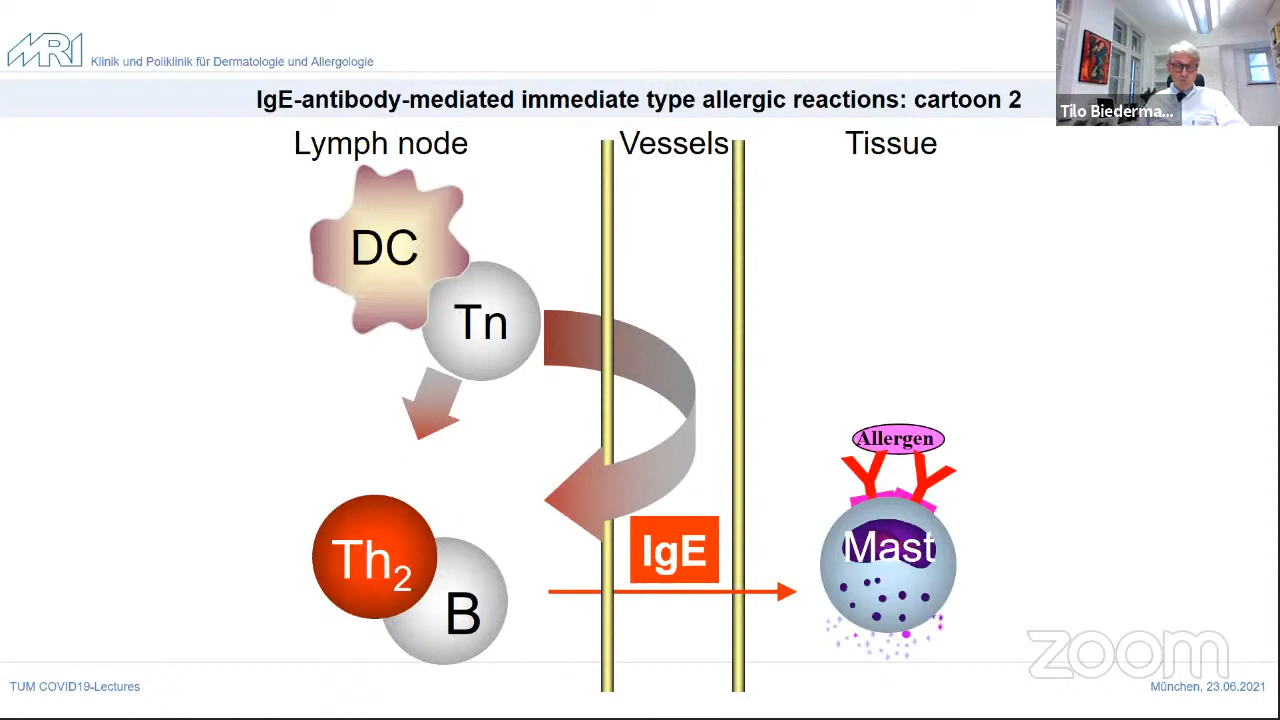 MRI
Klinik und Poliklinik für Dermatologie und Allergologie
Tilo Biederma...
IgE-antibody-mediated immediate type allergic reactions: cartoon 2
Lymph node
Vessels
Tissue
DC
Tn
Allergen
IgE
Mast
Th2
B
zoom
TUM COVID19-Lectures
München, 23.06.2021